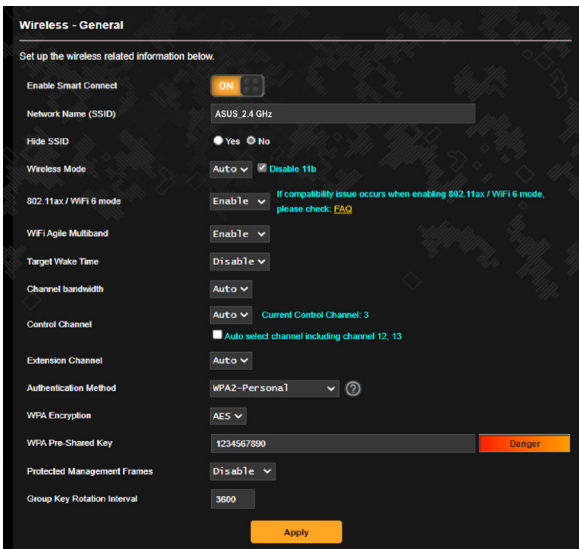 Wireless - General
Set up the wireless related information below.
Enable Smart Connect ON
Network Name (SSID) ASUS_2.4 GHz
Hide SSID Yes No
Wireless Mode Auto Disable 11b
802.11ax / WiFi 6 mode Enable If compatibility issue occurs when enabling 802.11ax / WiFi 6 mode,
please check: FAQ
WiFi Agile Multiband Enable
Target Wake Time Disable
Channel bandwidth Auto
Control Channel Auto Current Control Channel: 3
Auto select channel including channel 12, 13
Extension Channel Auto
Authentication Method WPA2-Personal ?
WPA Encryption AES
WPA Pre-Shared Key 1234567890 Danger
Protected Management Frames Disable
Group Key Rotation Interval 3600
Apply